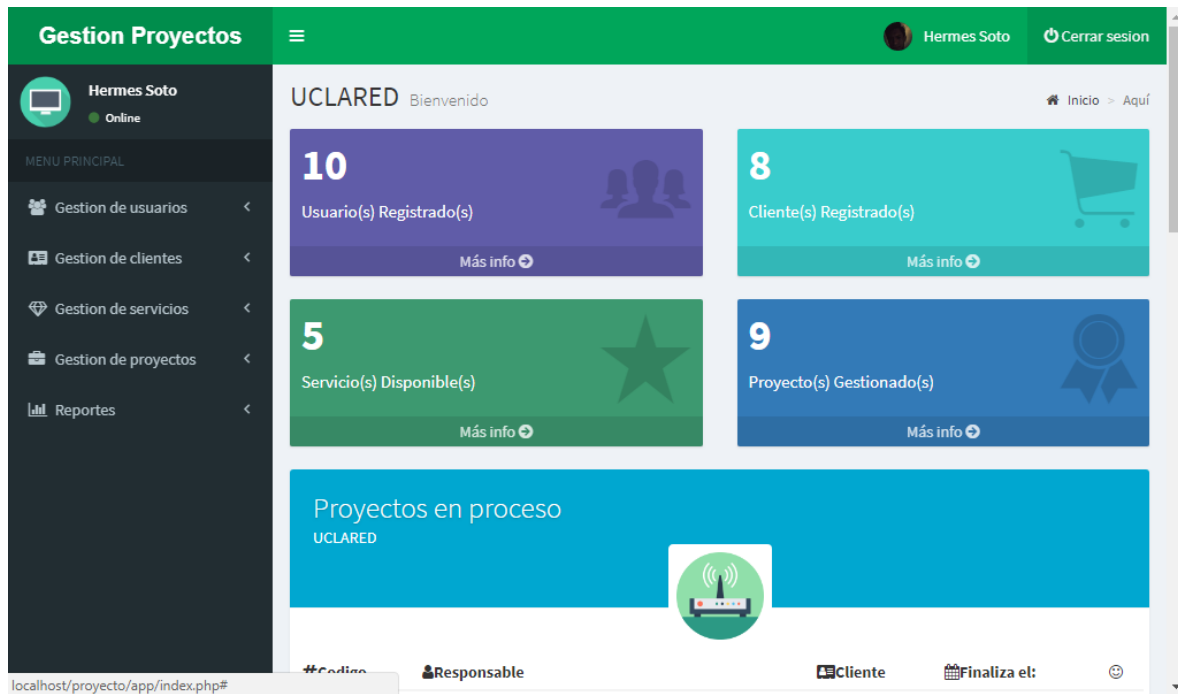 Gestion Proyectos
Hermes Soto
Cerrar sesion
Hermes Soto
Online
MENU PRINCIPAL
Gestion de usuarios
Gestion de clientes
Gestion de servicios
Gestion de proyectos
Reportes
UCLARED Bienvenido
Inicio > Aquí
10
Usuario(s) Registrado(s)
Más info
8
Cliente(s) Registrado(s)
Más info
5
Servicio(s) Disponible(s)
Más info
9
Proyecto(s) Gestionado(s)
Más info
Proyectos en proceso
UCLARED
#Codigo Responsable Cliente Finaliza el:
localhost/proyecto/app/index.php#